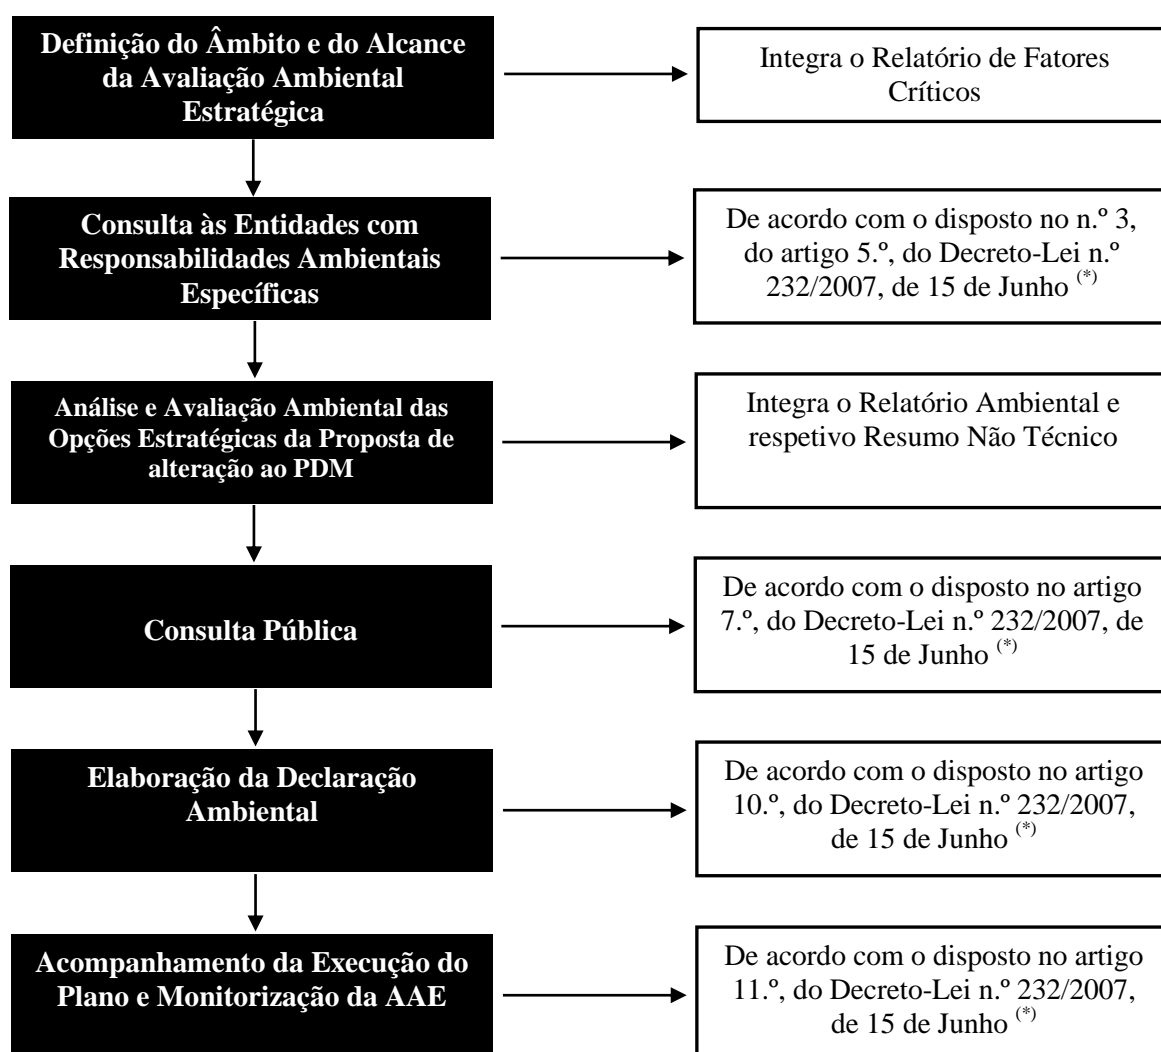 Definição do Âmbito e do Alcance
da Avaliação Ambiental
Estratégica
Integra o Relatório de Fatores
Críticos
Consulta às Entidades com
Responsabilidades Ambientais
Específicas
De acordo com o disposto no n.º 3,
do artigo 5.º, do Decreto-Lei n.º
232/2007, de 15 de Junho (*)
Análise e Avaliação Ambiental das
Opções Estratégicas da Proposta de
alteração ao PDM
Integra o Relatório Ambiental e
respetivo Resumo Não Técnico
Consulta Pública
De acordo com o disposto no artigo
7.º, do Decreto-Lei n.º 232/2007, de
15 de Junho (*)
Elaboração da Declaração
Ambiental
De acordo com o disposto no artigo
10.º, do Decreto-Lei n.º 232/2007,
de 15 de Junho (*)
Acompanhamento da Execução do
Plano e Monitorização da AAE
De acordo com o disposto no artigo
11.º, do Decreto-Lei n.º 232/2007,
de 15 de Junho (*)